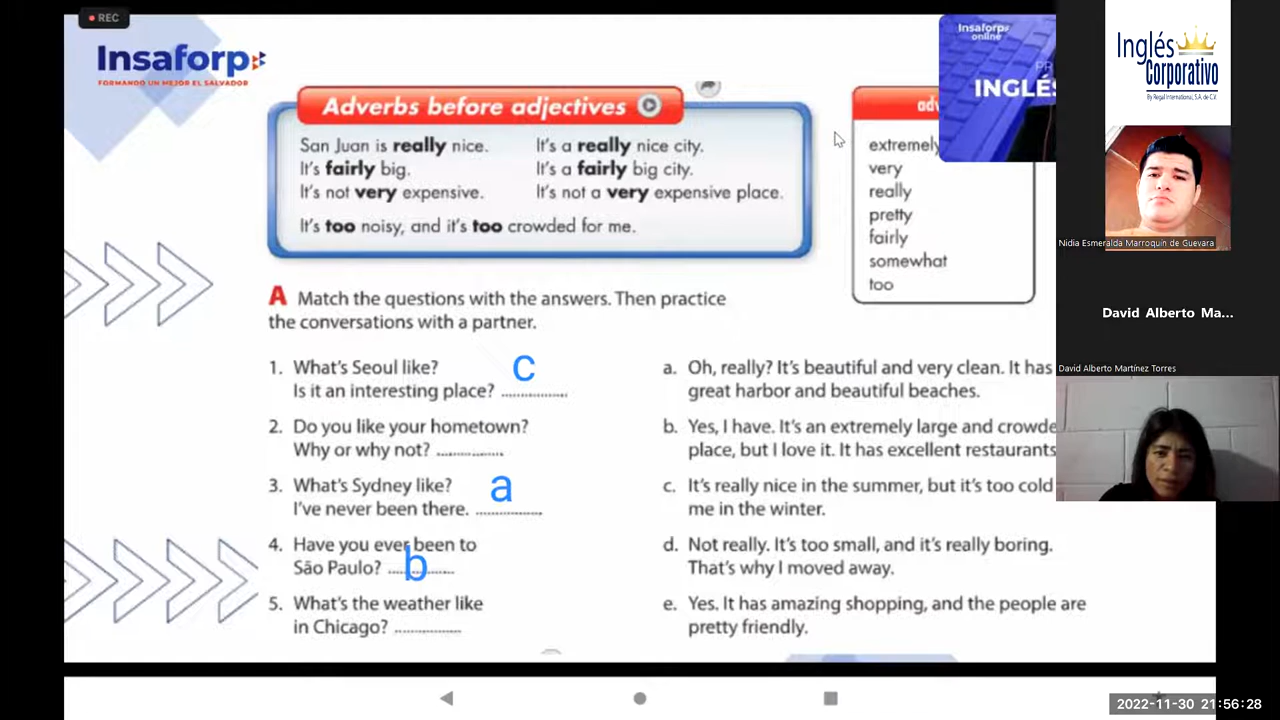 REC
Insaforp
FORMANDO UN MEJOR EL SALVADOR
Adverbs before adjectives
San Juan is really nice. It's a really nice city.
It's fairly big. It's a fairly big city.
It's not very expensive. It's not a very expensive place.
It's too noisy, and it's too crowded for me.
adv
extremely
very
really
pretty
fairly
somewhat
too
Insaforp
online
PR
INGLÉS
Inglés
Corporativo
By Regal International, S.A. de C.V.
Nidia Esmeralda Marroquin de Guevara
David Alberto Ma...
David Alberto Martínez Torres
A Match the questions with the answers. Then practice
the conversations with a partner.
1. What's Seoul like?
Is it an interesting place? c
2. Do you like your hometown?
Why or why not?
3. What's Sydney like?
I've never been there. a
4. Have you ever been to
São Paulo? b
5. What's the weather like
in Chicago?
a. Oh, really? It's beautiful and very clean. It has
great harbor and beautiful beaches.
b. Yes, I have. It's an extremely large and crowde
place, but I love it. It has excellent restaurants
c. It's really nice in the summer, but it's too cold
me in the winter.
d. Not really. It's too small, and it's really boring.
That's why I moved away.
e. Yes. It has amazing shopping, and the people are
pretty friendly.
2022-11-30 21:56:28